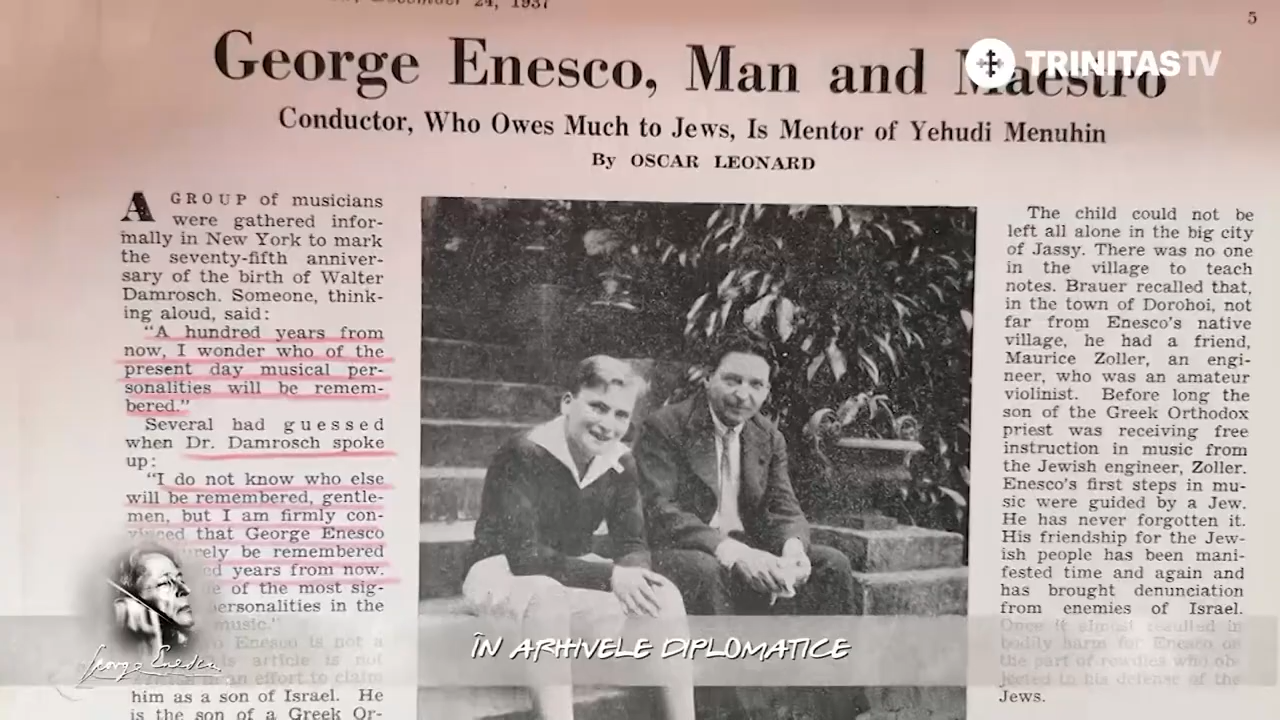 December 24, 1937
5
TRINITASTV
George Enesco, Man and Maestro
Conductor, Who Owes Much to Jews, Is Mentor of Yehudi Menuhin
By OSCAR LEONARD
A GROUP of musicians
were gathered infor-
mally in New York to mark
the seventy-fifth anniver-
sary of the birth of Walter
Damrosch. Someone, think-
ing aloud, said:
"A hundred years from
now, I wonder who of the
present day musical per-
sonalities will be remem-
bered."
Several had guessed
when Dr. Damrosch spoke
up:
"I do not know who else
will be remembered, gentle-
men, but I am firmly con-
vinced that George Enesco
be remembered
years from now.
of the most sig-
personalities in the
music."
Enesco is not a
article is not
an effort to claim
him as a son of Israel. He
is the son of a Greek Or-
The child could not be
left all alone in the big city
of Jassy. There was no one
in the village to teach
notes. Brauer recalled that,
in the town of Dorohoi, not
far from Enesco's native
village, he had a friend,
Maurice Zoller, an engi-
neer, who was an amateur
violinist. Before long the
son of the Greek Orthodox
priest was receiving free
instruction in music from
the Jewish engineer, Zoller.
Enesco's first steps in mu-
sic were guided by a Jew.
He has never forgotten it.
His friendship for the Jew-
ish people has been mani-
fested time and again and
has brought denunciation
from enemies of Israel.
Once it almost resulted in
bodily harm for Enesco on
the part of rowdies who ob-
jected to his defense of the
Jews.
George Enescu
ÎN ARHIVELE DIPLOMATICE